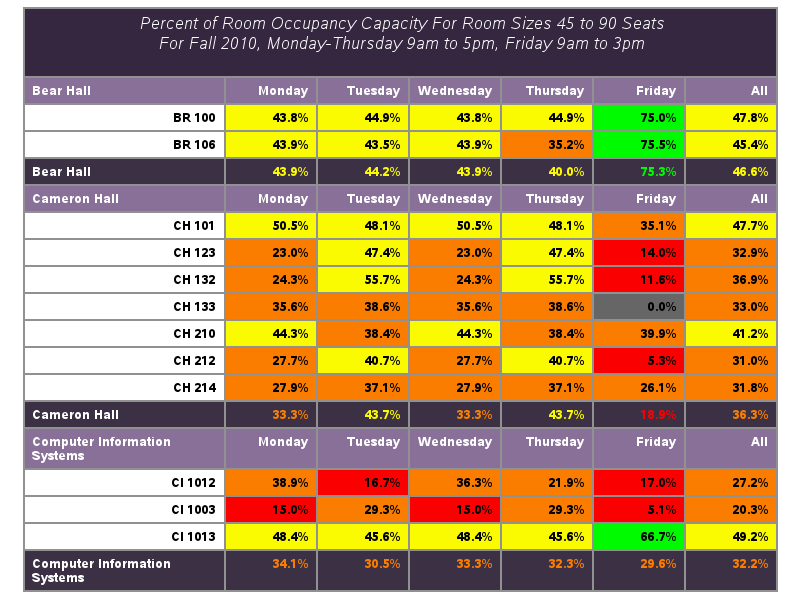 Percent of Room Occupancy Capacity For Room Sizes 45 to 90 Seats
For Fall 2010, Monday-Thursday 9am to 5pm, Friday 9am to 3pm
Bear Hall Monday Tuesday Wednesday Thursday Friday All
BR 100 43.8% 44.9% 43.8% 44.9% 75.0% 47.8%
BR 106 43.9% 43.5% 43.9% 35.2% 75.5% 45.4%
Bear Hall 43.9% 44.2% 43.9% 40.0% 75.3% 46.6%
Cameron Hall Monday Tuesday Wednesday Thursday Friday All
CH 101 50.5% 48.1% 50.5% 48.1% 35.1% 47.7%
CH 123 23.0% 47.4% 23.0% 47.4% 14.0% 32.9%
CH 132 24.3% 55.7% 24.3% 55.7% 11.6% 36.9%
CH 133 35.6% 38.6% 35.6% 38.6% 0.0% 33.0%
CH 210 44.3% 38.4% 44.3% 38.4% 39.9% 41.2%
CH 212 27.7% 40.7% 27.7% 40.7% 5.3% 31.0%
CH 214 27.9% 37.1% 27.9% 37.1% 26.1% 31.8%
Cameron Hall 33.3% 43.7% 33.3% 43.7% 18.9% 36.3%
Computer Information Monday Tuesday Wednesday Thursday Friday All
Systems
CI 1012 38.9% 16.7% 36.3% 21.9% 17.0% 27.2%
CI 1003 15.0% 29.3% 15.0% 29.3% 5.1% 20.3%
CI 1013 48.4% 45.6% 48.4% 45.6% 66.7% 49.2%
Computer Information 34.1% 30.5% 33.3% 32.3% 29.6% 32.2%
Systems